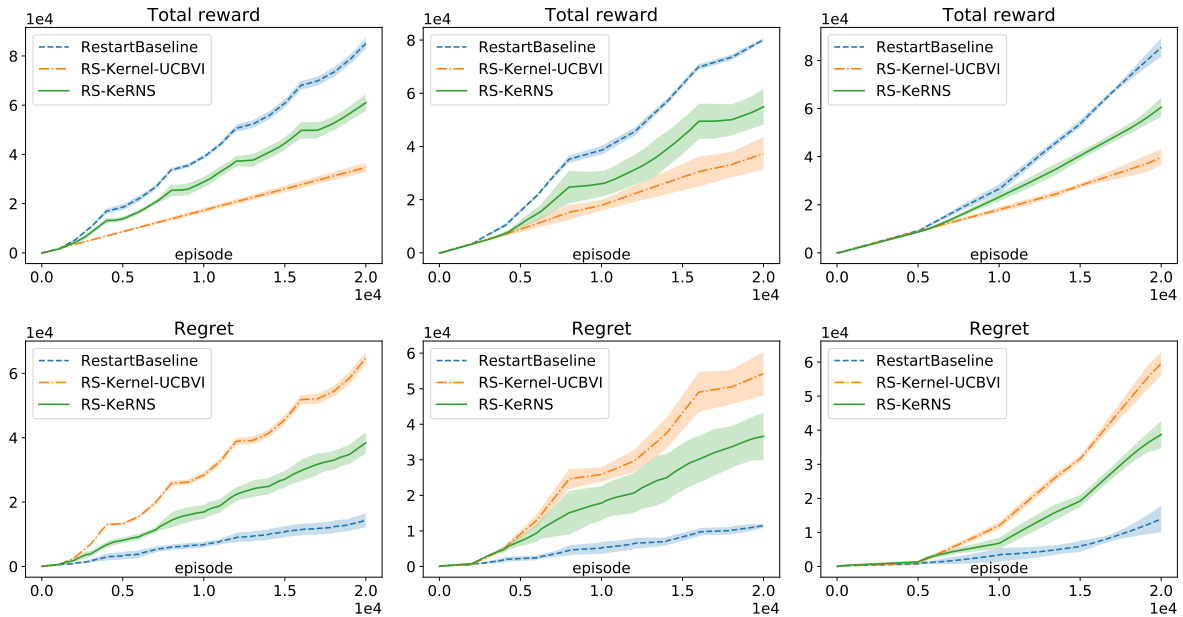 Total reward
1e4
8
6
4
2
0
RestartBaseline
RS-Kernel-UCBVI
RS-KeRNS
episode
0.0 0.5 1.0 1.5 2.0
1e4
Total reward
1e4
8
6
4
2
0
RestartBaseline
RS-Kernel-UCBVI
RS-KeRNS
episode
0.0 0.5 1.0 1.5 2.0
1e4
Total reward
1e4
8
6
4
2
0
RestartBaseline
RS-Kernel-UCBVI
RS-KeRNS
episode
0.0 0.5 1.0 1.5 2.0
1e4
Regret
1e4
6
4
2
0
RestartBaseline
RS-Kernel-UCBVI
RS-KeRNS
episode
0.0 0.5 1.0 1.5 2.0
1e4
Regret
1e4
6
5
4
3
2
1
0
RestartBaseline
RS-Kernel-UCBVI
RS-KeRNS
episode
0.0 0.5 1.0 1.5 2.0
1e4
Regret
1e4
6
5
4
3
2
1
0
RestartBaseline
RS-Kernel-UCBVI
RS-KeRNS
episode
0.0 0.5 1.0 1.5 2.0
1e4